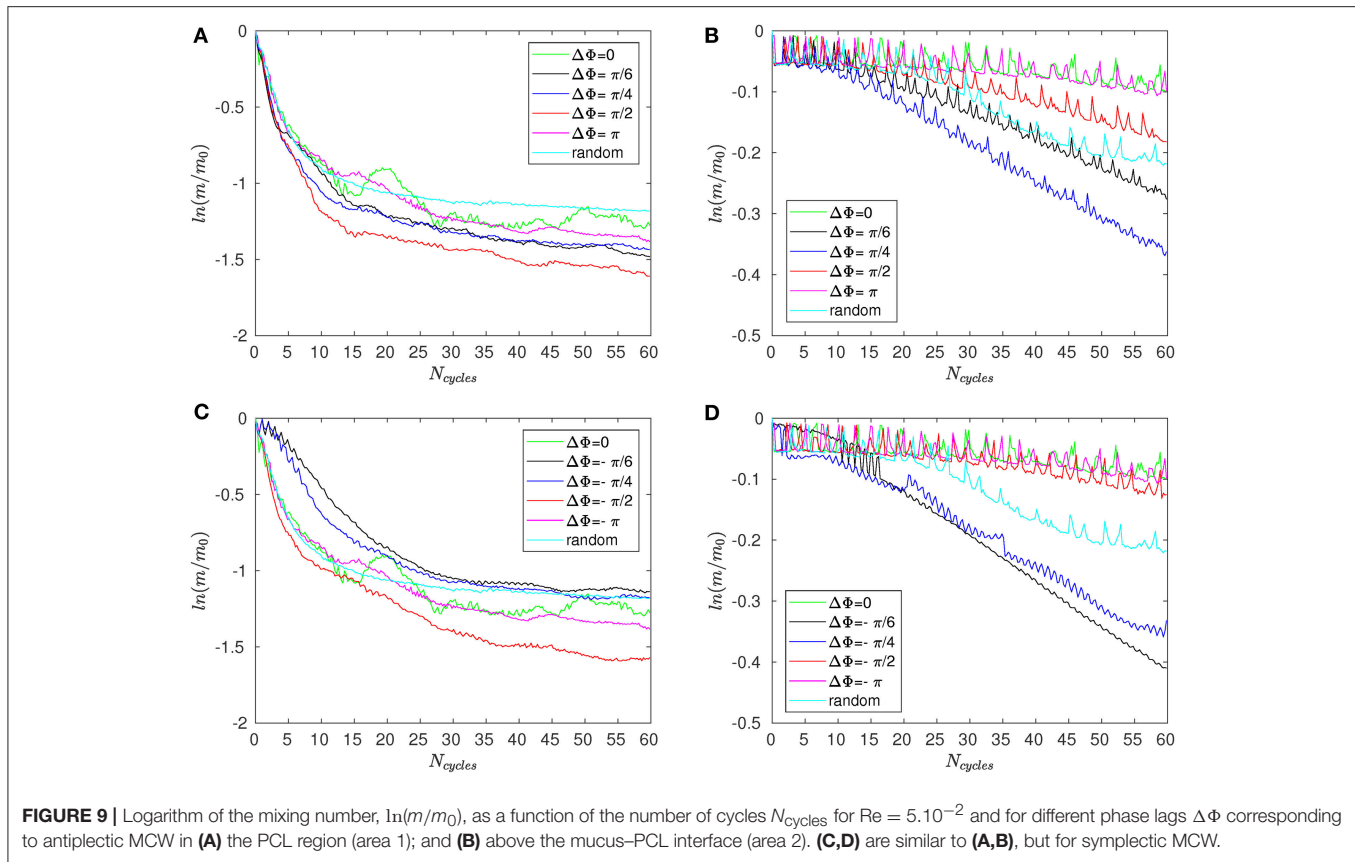 A
ln(m/m0)
0
-0.5
-1
-1.5
-2
0 5 10 15 20 25 30 35 40 45 50 55 60
Ncycles
ΔΦ=0
ΔΦ= π/6
ΔΦ= π/4
ΔΦ= π/2
ΔΦ= π
random
B
ln(m/m0)
0
-0.1
-0.2
-0.3
-0.4
-0.5
0 5 10 15 20 25 30 35 40 45 50 55 60
Ncycles
ΔΦ=0
ΔΦ= π/6
ΔΦ= π/4
ΔΦ= π/2
ΔΦ= π
random
C
ln(m/m0)
0
-0.5
-1
-1.5
-2
0 5 10 15 20 25 30 35 40 45 50 55 60
Ncycles
ΔΦ=0
ΔΦ=- π/6
ΔΦ=- π/4
ΔΦ=- π/2
ΔΦ=- π
random
D
ln(m/m0)
0
-0.1
-0.2
-0.3
-0.4
-0.5
0 5 10 15 20 25 30 35 40 45 50 55 60
Ncycles
ΔΦ=0
ΔΦ=- π/6
ΔΦ=- π/4
ΔΦ=- π/2
ΔΦ=- π
random
FIGURE 9 | Logarithm of the mixing number, ln(m/m0), as a function of the number of cycles Ncycles for Re = 5.10−2 and for different phase lags ΔΦ corresponding
to antiplectic MCW in (A) the PCL region (area 1); and (B) above the mucus–PCL interface (area 2). (C,D) are similar to (A,B), but for symplectic MCW.